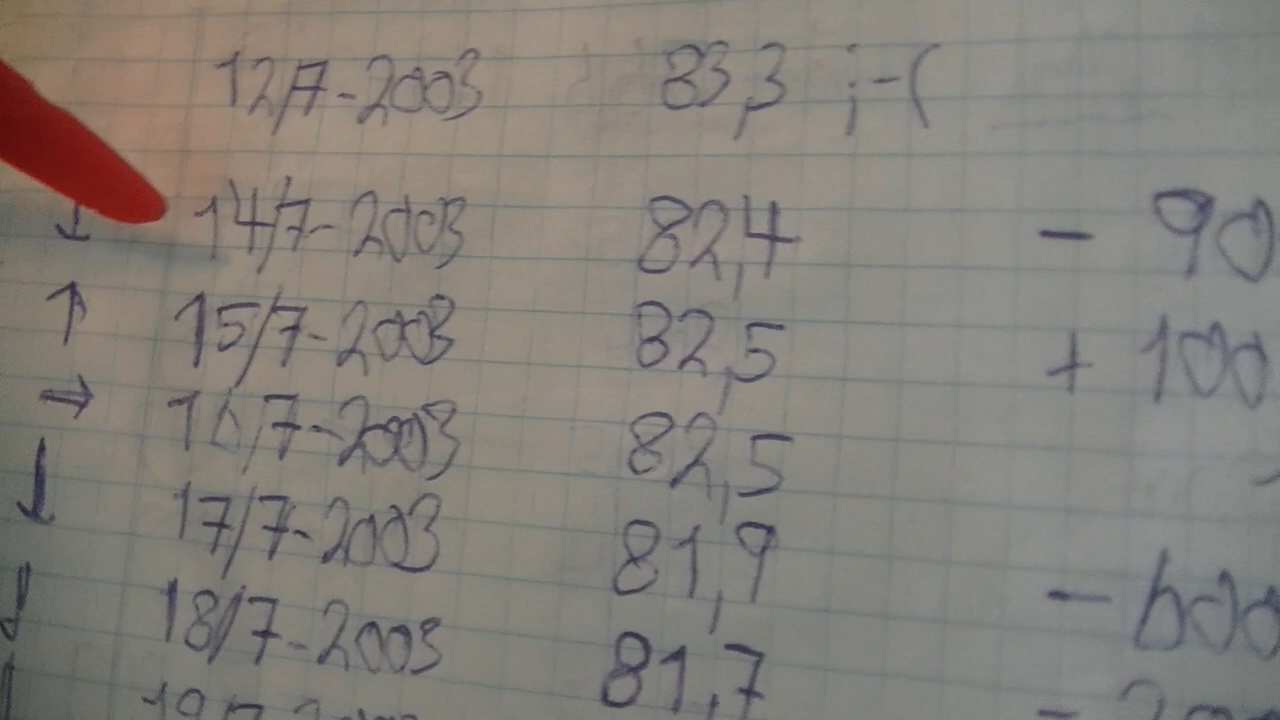 12/7-2003 83,3 ;-(
↓ 14/7-2003 82,4 - 90
↑ 15/7-2003 82,5 + 100
→ 16/7-2003 82,5
↓ 17/7-2003 81,9 - 600
↓ 18/7-2003 81,7